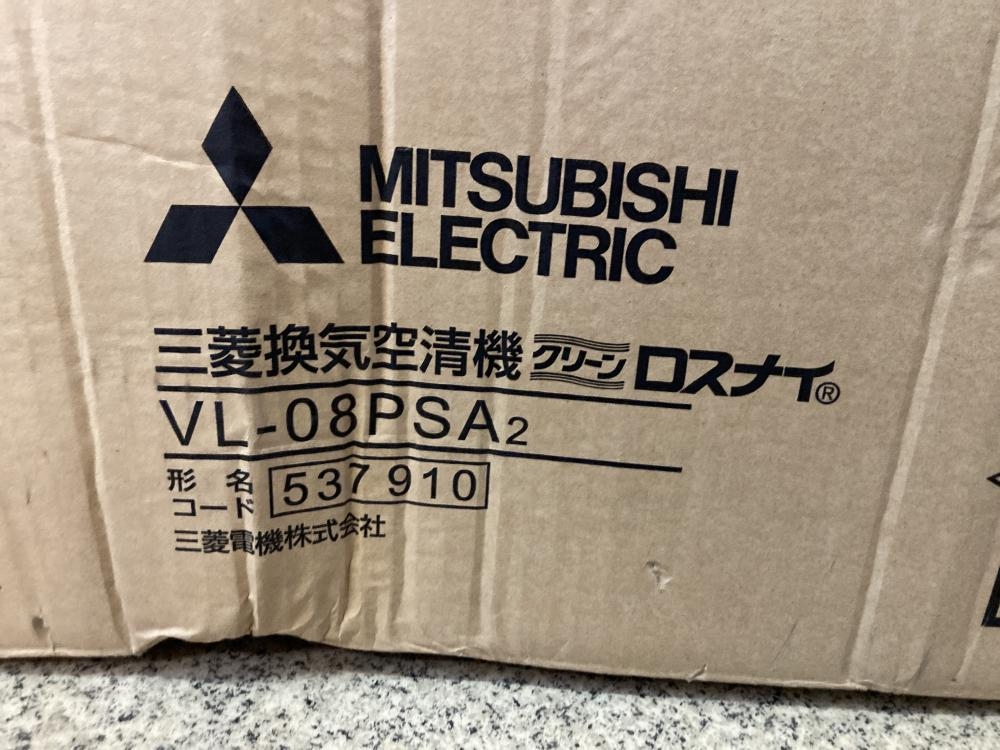 MITSUBISHI
ELECTRIC
三菱換気空清機 クリーン ロスナイ®
VL-08PSA2
形名
コード 537 910
三菱電機株式会社